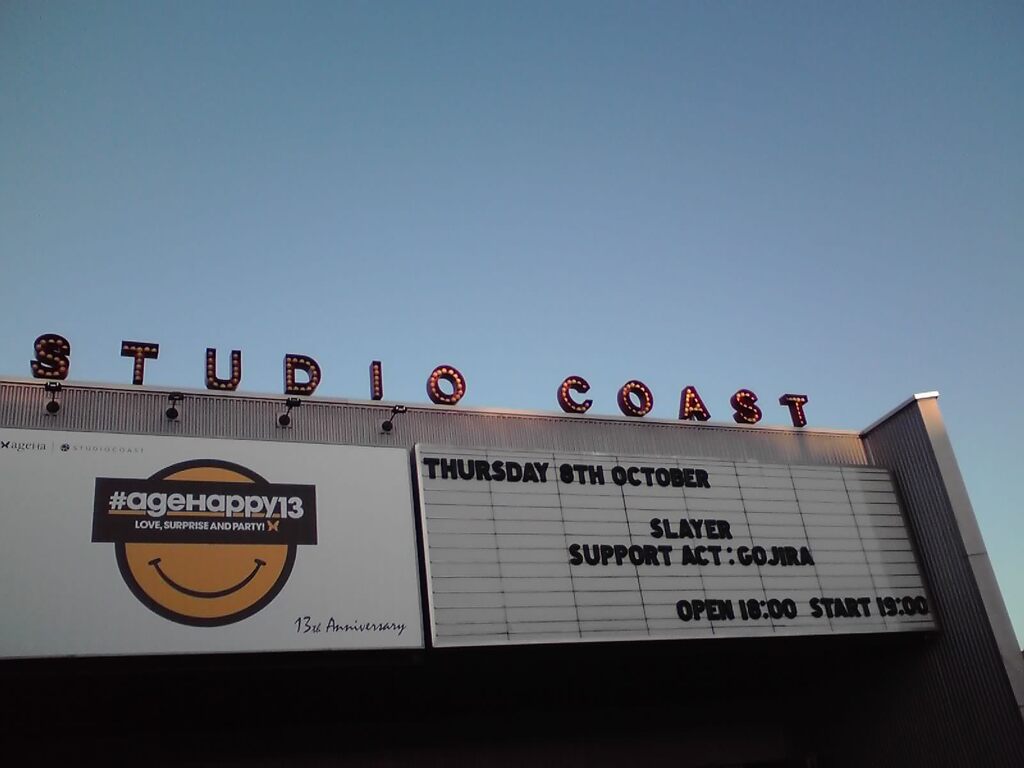 STUDIO COAST
ageHa | STUDIOCOAST
#ageHappy13
LOVE, SURPRISE AND PARTY!
13th Anniversary
THURSDAY 8TH OCTOBER
SLAYER
SUPPORT ACT:GOJIRA
OPEN 18:00 START 19:00